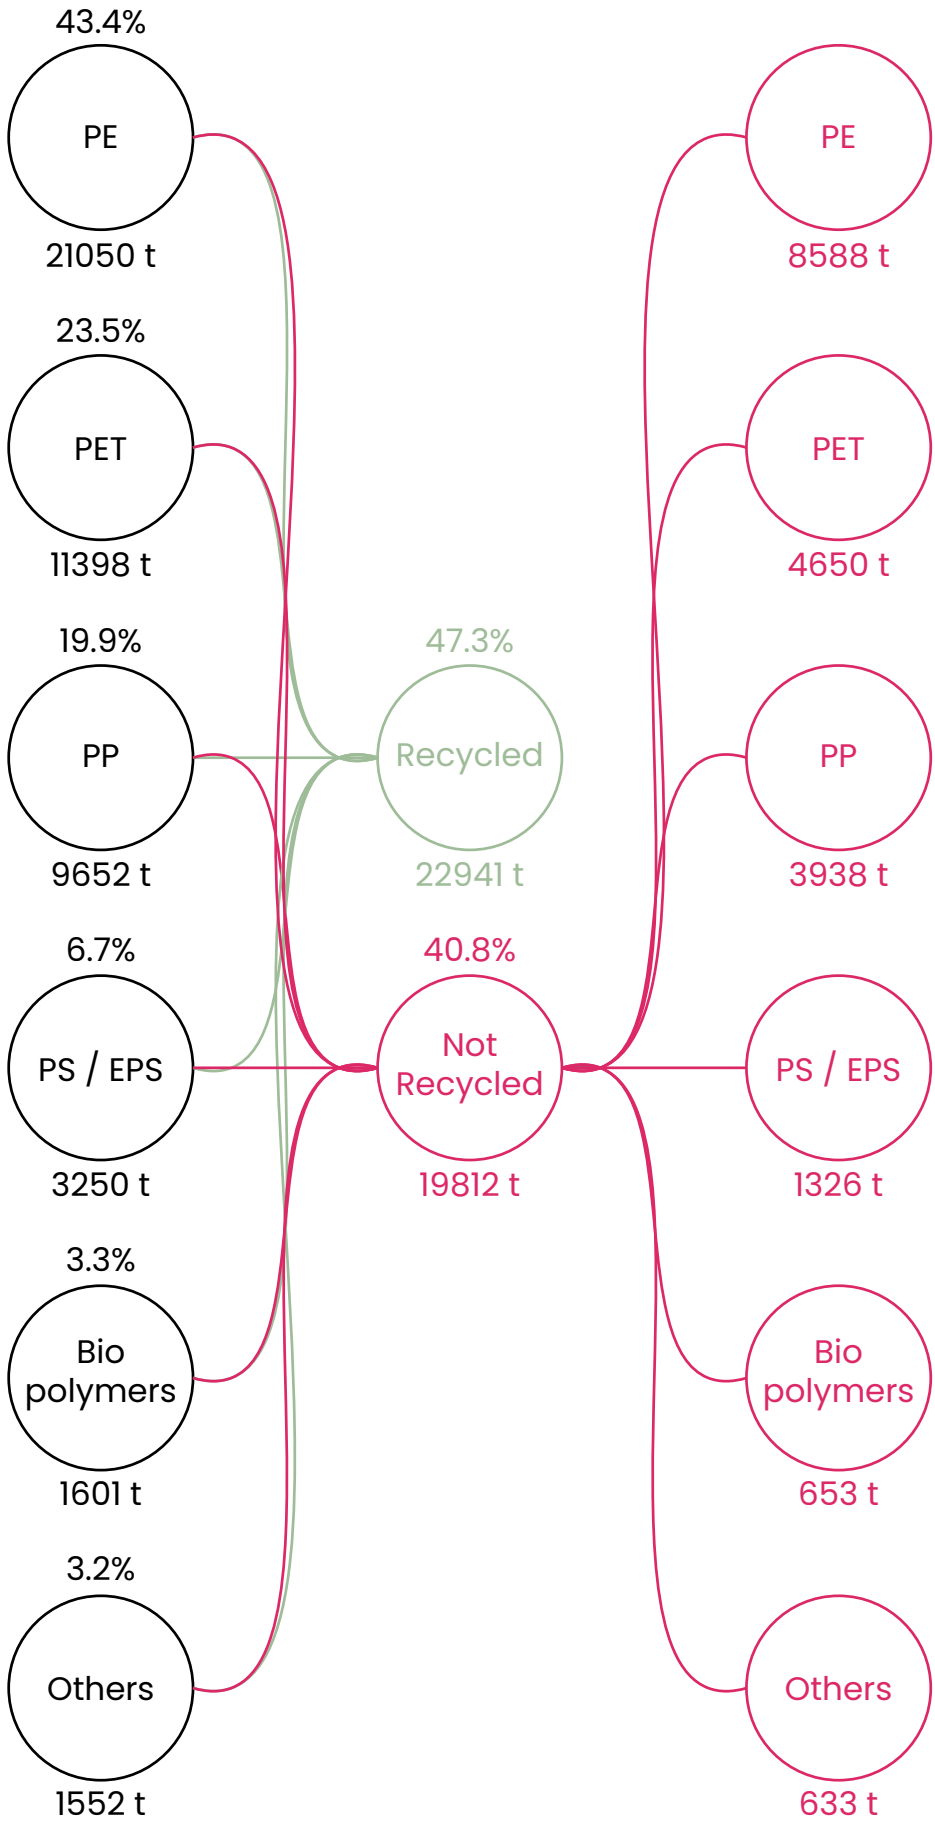 43.4%
PE
21050 t
23.5%
PET
11398 t
19.9%
PP
9652 t
6.7%
PS / EPS
3250 t
3.3%
Bio
polymers
1601 t
3.2%
Others
1552 t
47.3%
Recycled
22941 t
40.8%
Not
Recycled
19812 t
PE
8588 t
PET
4650 t
PP
3938 t
PS / EPS
1326 t
Bio
polymers
653 t
Others
633 t